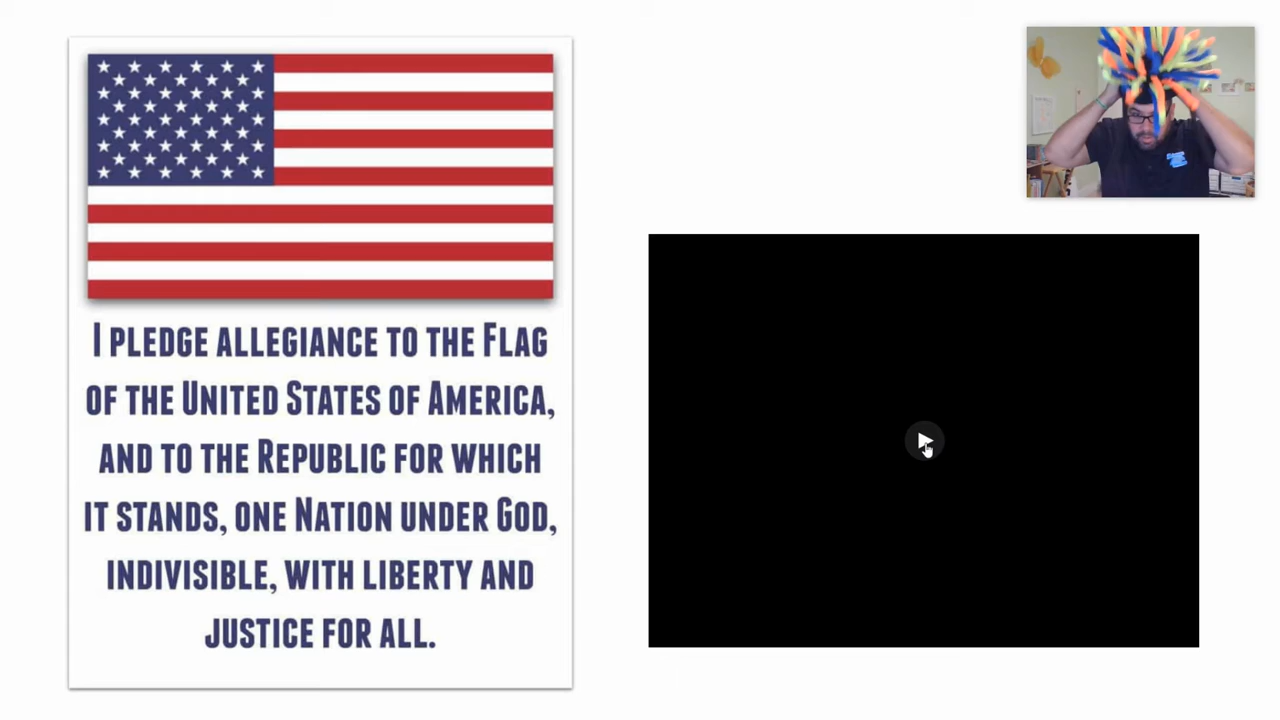 I PLEDGE ALLEGIANCE TO THE FLAG
OF THE UNITED STATES OF AMERICA,
AND TO THE REPUBLIC FOR WHICH
IT STANDS, ONE NATION UNDER GOD,
INDIVISIBLE, WITH LIBERTY AND
JUSTICE FOR ALL.